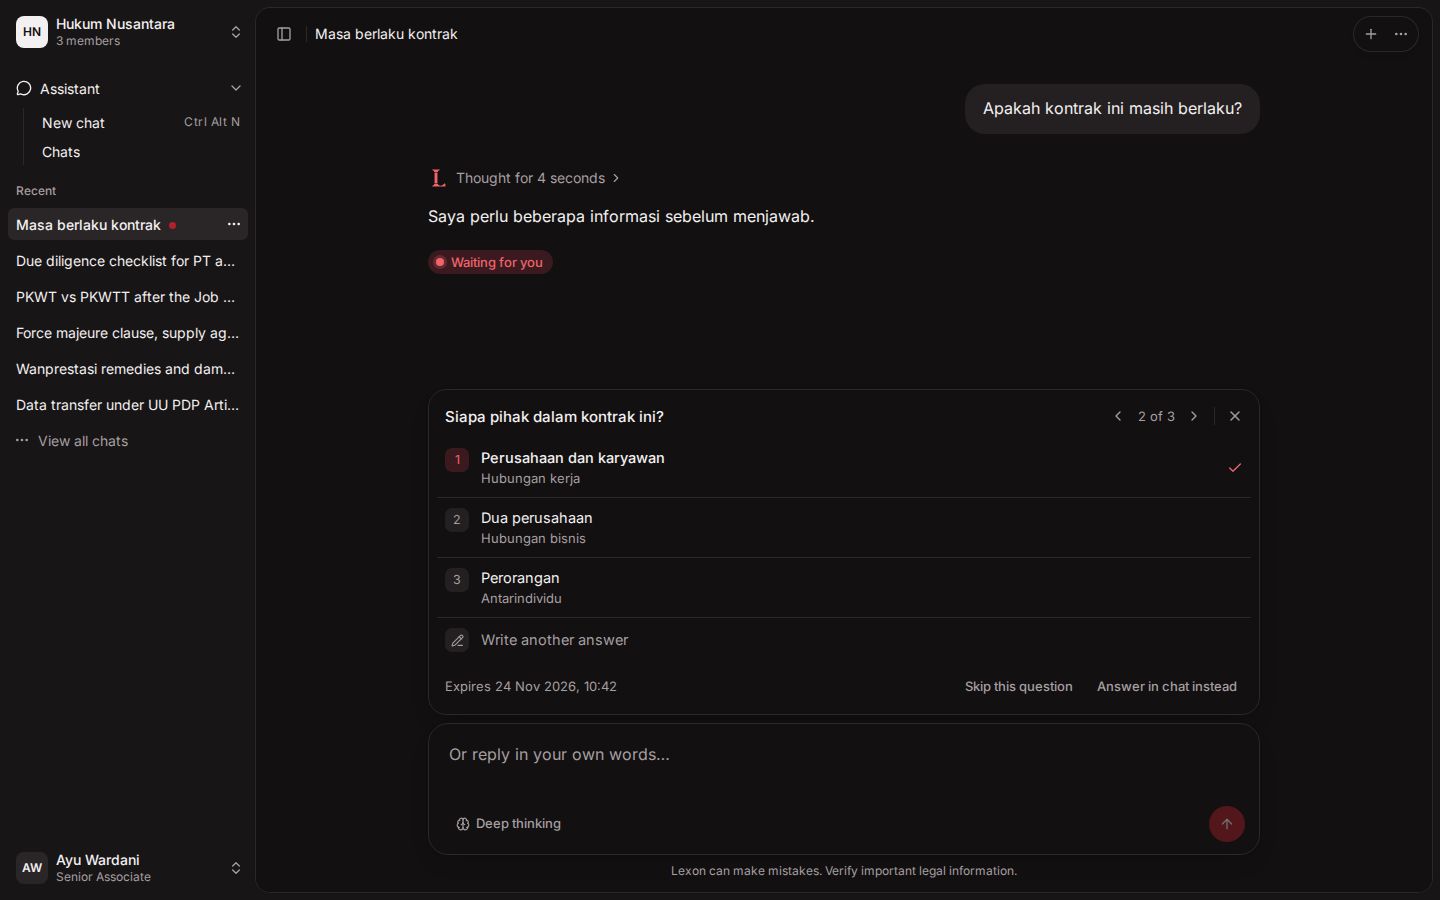 HN
Hukum Nusantara
3 members
Assistant
New chat
Ctrl Alt N
Chats
Recent
Masa berlaku kontrak
Due diligence checklist for PT a...
PKWT vs PKWTT after the Job ...
Force majeure clause, supply ag...
Wanprestasi remedies and dam...
Data transfer under UU PDP Arti...
View all chats
AW
Ayu Wardani
Senior Associate
Masa berlaku kontrak
Apakah kontrak ini masih berlaku?
L
Thought for 4 seconds
Saya perlu beberapa informasi sebelum menjawab.
Waiting for you
Siapa pihak dalam kontrak ini?
2 of 3
1
Perusahaan dan karyawan
Hubungan kerja
2
Dua perusahaan
Hubungan bisnis
3
Perorangan
Antarindividu
Write another answer
Expires 24 Nov 2026, 10:42
Skip this question
Answer in chat instead
Or reply in your own words...
Deep thinking
Lexon can make mistakes. Verify important legal information.